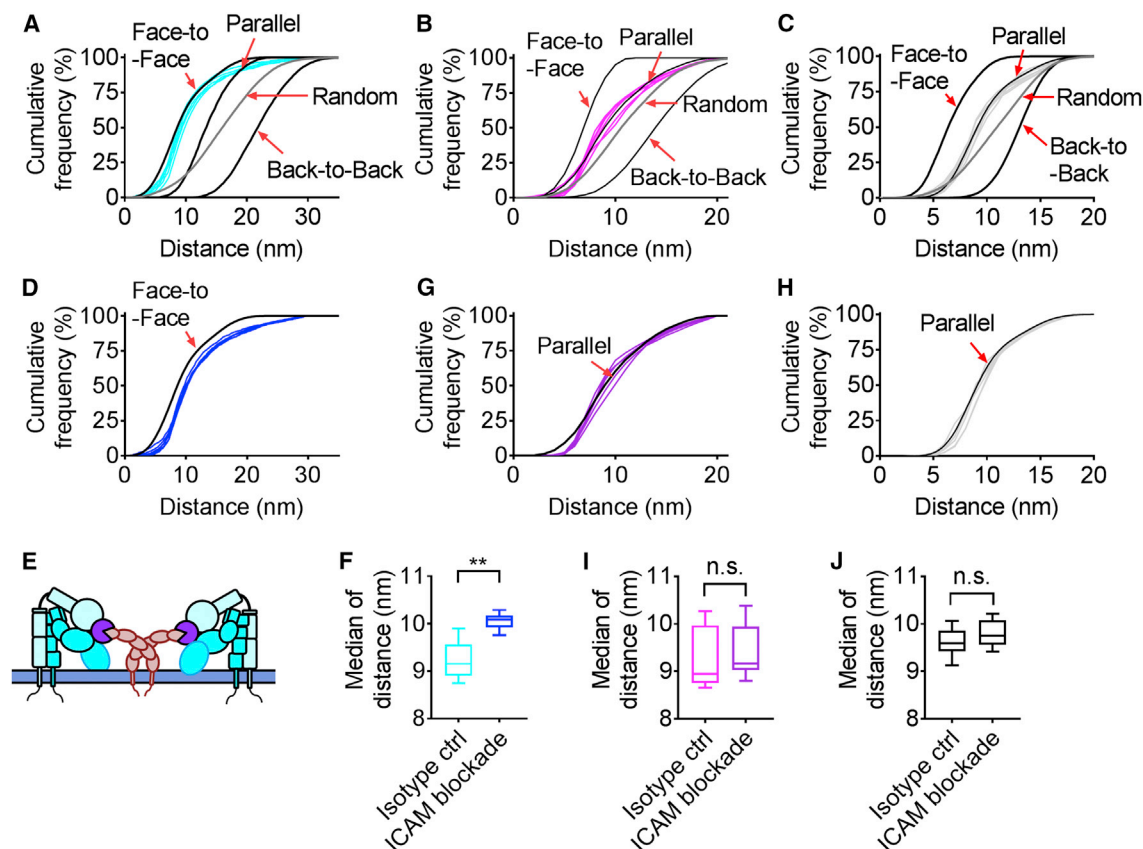 A
Face-to
-Face
Parallel
Random
Back-to-Back
Cumulative
frequency (%)
100
75
50
25
0
0 10 20 30
Distance (nm)
B
Face-to
-Face
Parallel
Random
Back-to-Back
Cumulative
frequency (%)
100
75
50
25
0
0 10 20
Distance (nm)
C
Face-to
-Face
Parallel
Random
Back-to
-Back
Cumulative
frequency (%)
100
75
50
25
0
0 5 10 15 20
Distance (nm)
D
Face-to
-Face
Cumulative
frequency (%)
100
75
50
25
0
0 10 20 30
Distance (nm)
G
Parallel
Cumulative
frequency (%)
100
75
50
25
0
0 10 20
Distance (nm)
H
Parallel
Cumulative
frequency (%)
100
75
50
25
0
0 5 10 15 20
Distance (nm)
E
F
**
Median of
distance (nm)
11
10
9
8
Isotype ctrl
ICAM blockade
I
n.s.
Median of
distance (nm)
11
10
9
8
Isotype ctrl
ICAM blockade
J
n.s.
Median of
distance (nm)
11
10
9
8
Isotype ctrl
ICAM blockade